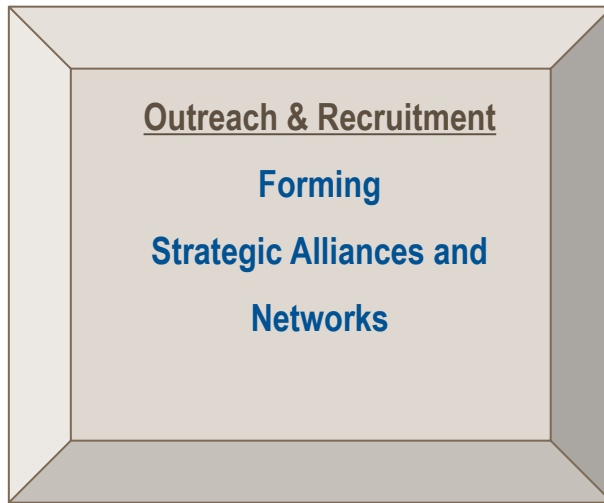 Outreach & Recruitment
Forming
Strategic Alliances and
Networks